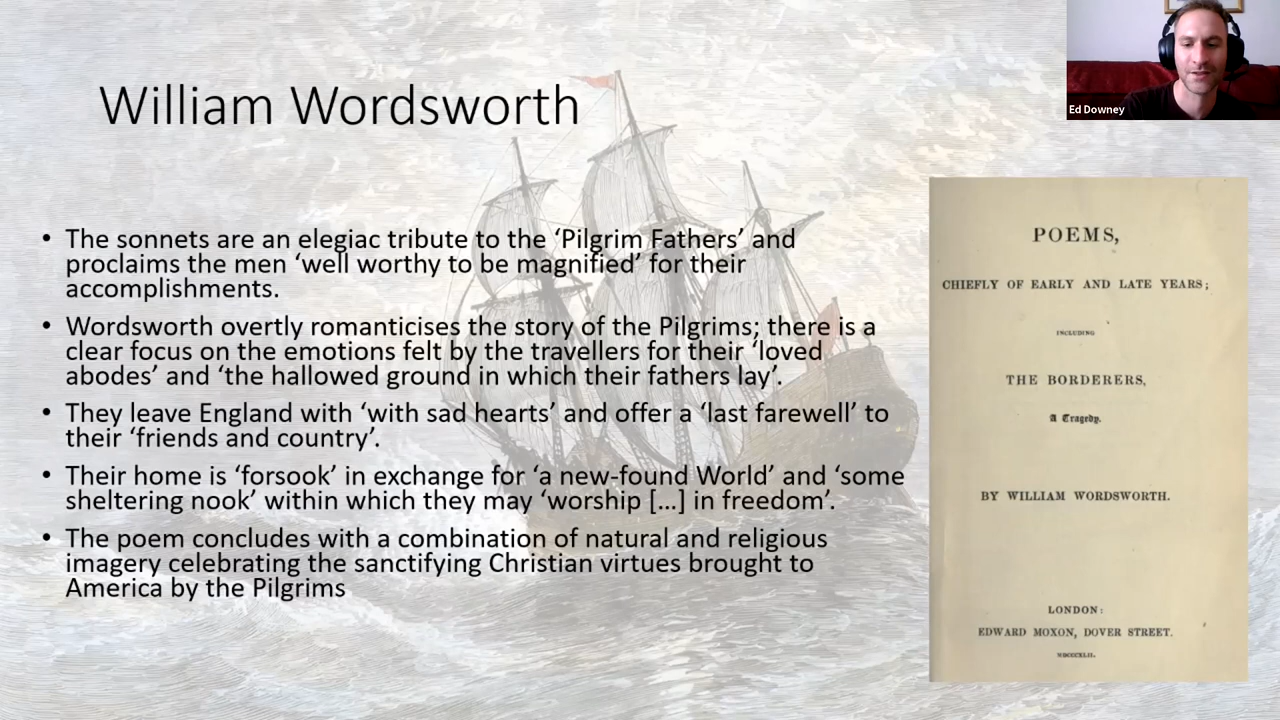 William Wordsworth
• The sonnets are an elegiac tribute to the ‘Pilgrim Fathers’ and
proclaims the men ‘well worthy to be magnified’ for their
accomplishments.
• Wordsworth overtly romanticises the story of the Pilgrims; there is a
clear focus on the emotions felt by the travellers for their ‘loved
abodes’ and ‘the hallowed ground in which their fathers lay’.
• They leave England with ‘with sad hearts’ and offer a ‘last farewell’ to
their ‘friends and country’.
• Their home is ‘forsook’ in exchange for ‘a new-found World’ and ‘some
sheltering nook’ within which they may ‘worship […] in freedom’.
• The poem concludes with a combination of natural and religious
imagery celebrating the sanctifying Christian virtues brought to
America by the Pilgrims
Ed Downey
POEMS,
CHIEFLY OF EARLY AND LATE YEARS;
INCLUDING
THE BORDERERS,
A Tragedy.
BY WILLIAM WORDSWORTH.
LONDON:
EDWARD MOXON, DOVER STREET.
MDCCCXLII.